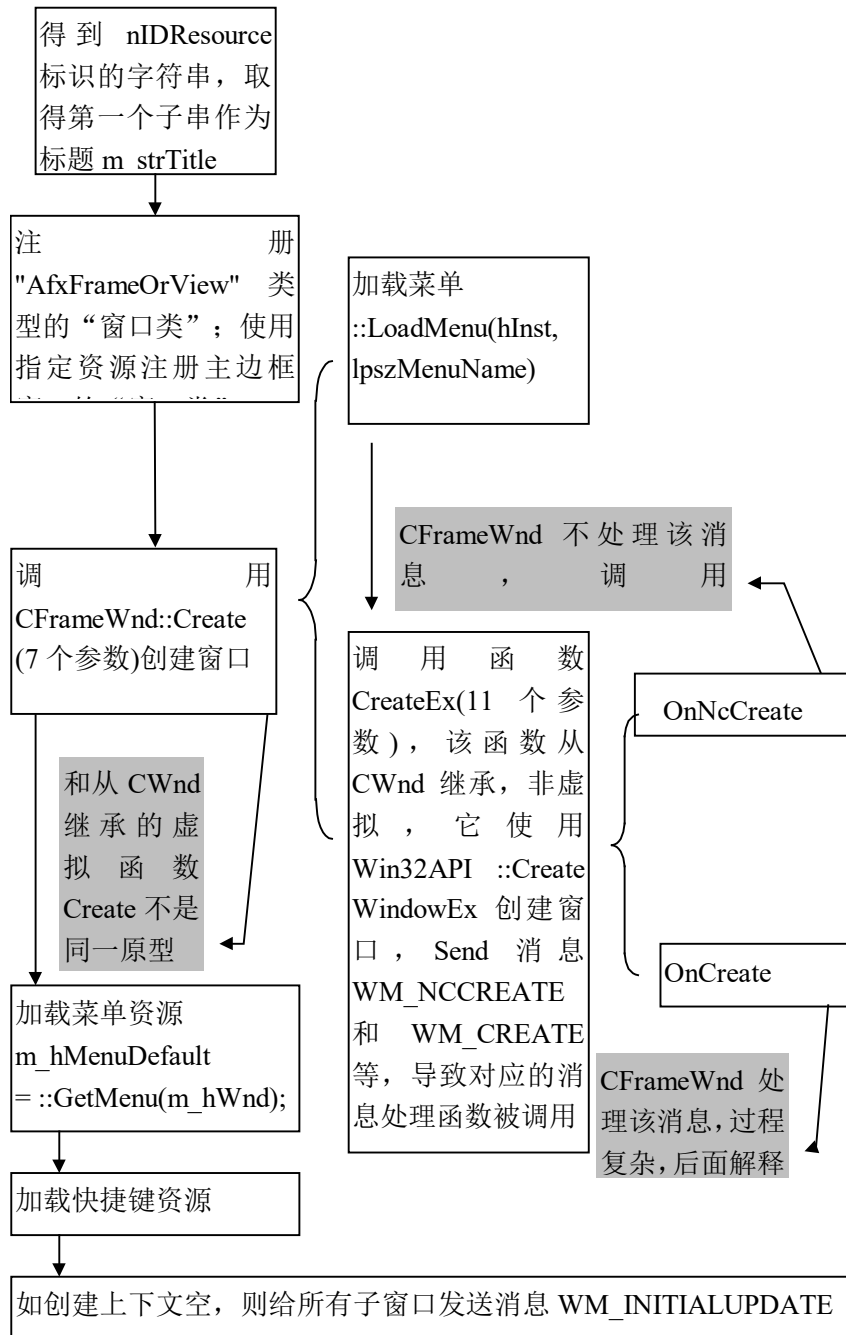 得到 nIDResource
标识的字符串，取
得第一个子串作为
标题 m_strTitle
注册
"AfxFrameOrView" 类
型的“窗口类”；使用
指定资源注册主边框
加载菜单
::LoadMenu(hInst,
lpszMenuName)
CFrameWnd 不处理该消
息，调用
调用
CFrameWnd::Create
(7 个参数)创建窗口
调用函数
CreateEx(11 个参
数)，该函数从
CWnd 继承，非虚
拟，它使用
Win32API ::Create
WindowEx 创建窗
口，Send 消息
WM_NCCREATE
和 WM_CREATE
等，导致对应的消
息处理函数被调用
OnNcCreate
和从 CWnd
继承的虚
拟函数
Create 不是
同一原型
OnCreate
加载菜单资源
m_hMenuDefault
= ::GetMenu(m_hWnd);
CFrameWnd 处
理该消息，过程
复杂，后面解释
加载快捷键资源
如创建上下文空，则给所有子窗口发送消息 WM_INITIALUPDATE